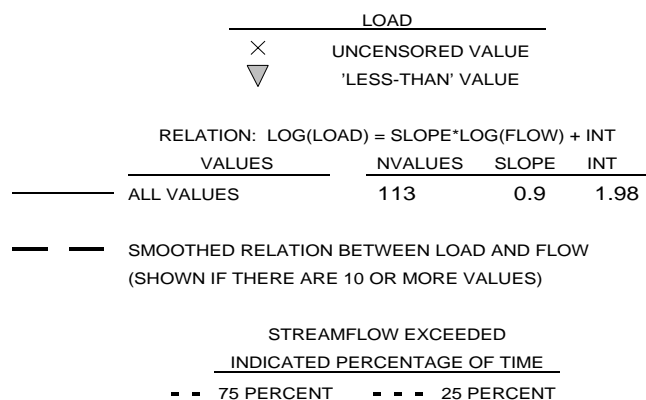 LOAD
UNCENSORED VALUE
'LESS-THAN' VALUE
RELATION: LOG(LOAD) = SLOPE*LOG(FLOW) + INT
VALUES NVALUES SLOPE INT
ALL VALUES 113 0.9 1.98
SMOOTHED RELATION BETWEEN LOAD AND FLOW
(SHOWN IF THERE ARE 10 OR MORE VALUES)
STREAMFLOW EXCEEDED
INDICATED PERCENTAGE OF TIME
75 PERCENT 25 PERCENT